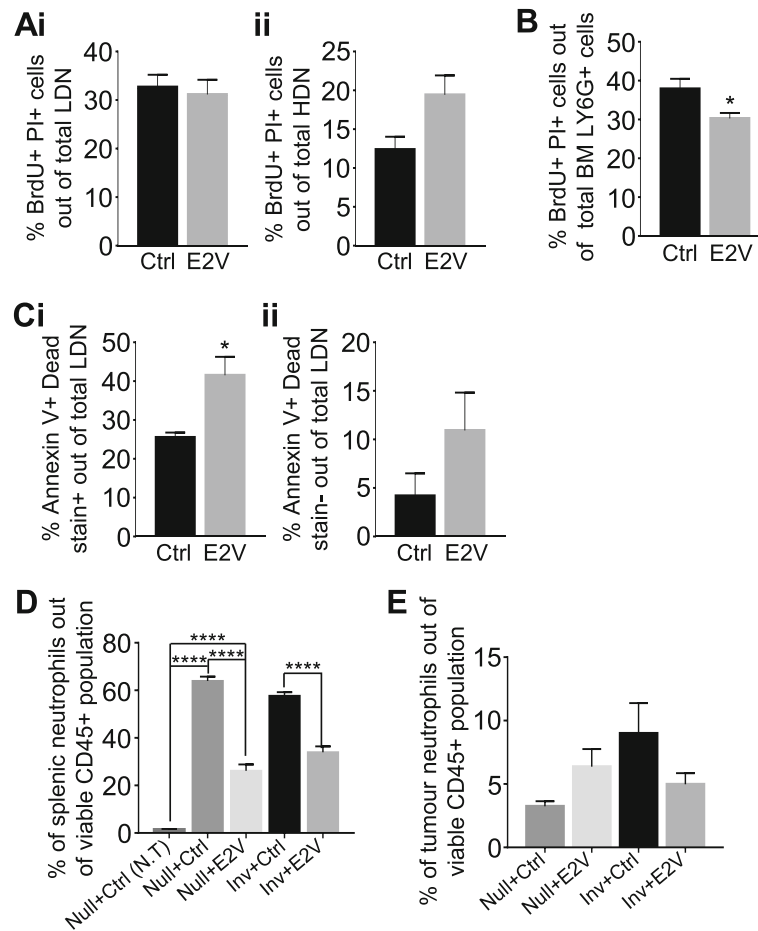 Ai
% BrdU+ PI+ cells
out of total LDN
40
30
20
10
0
Ctrl E2V
ii
% BrdU+ PI+ cells
out of total HDN
25
20
15
10
5
0
Ctrl E2V
B
% BrdU+ PI+ cells out
of total BM LY6G+ cells
50
40
30
20
10
0
*
Ctrl E2V
Ci
% Annexin V+ Dead
stain+ out of total LDN
50
40
30
20
10
0
*
Ctrl E2V
ii
% Annexin V+ Dead
stain- out of total LDN
20
15
10
5
0
Ctrl E2V
D
% of splenic neutrophils out
of viable CD45+ population
80
60
40
20
0
****
**** ****
****
Null+Ctrl (N.T)
Null+Ctrl
Null+E2V
Inv+Ctrl
Inv+E2V
E
% of tumour neutrophils out of
viable CD45+ population
15
10
5
0
Null+Ctrl
Null+E2V
Inv+Ctrl
Inv+E2V